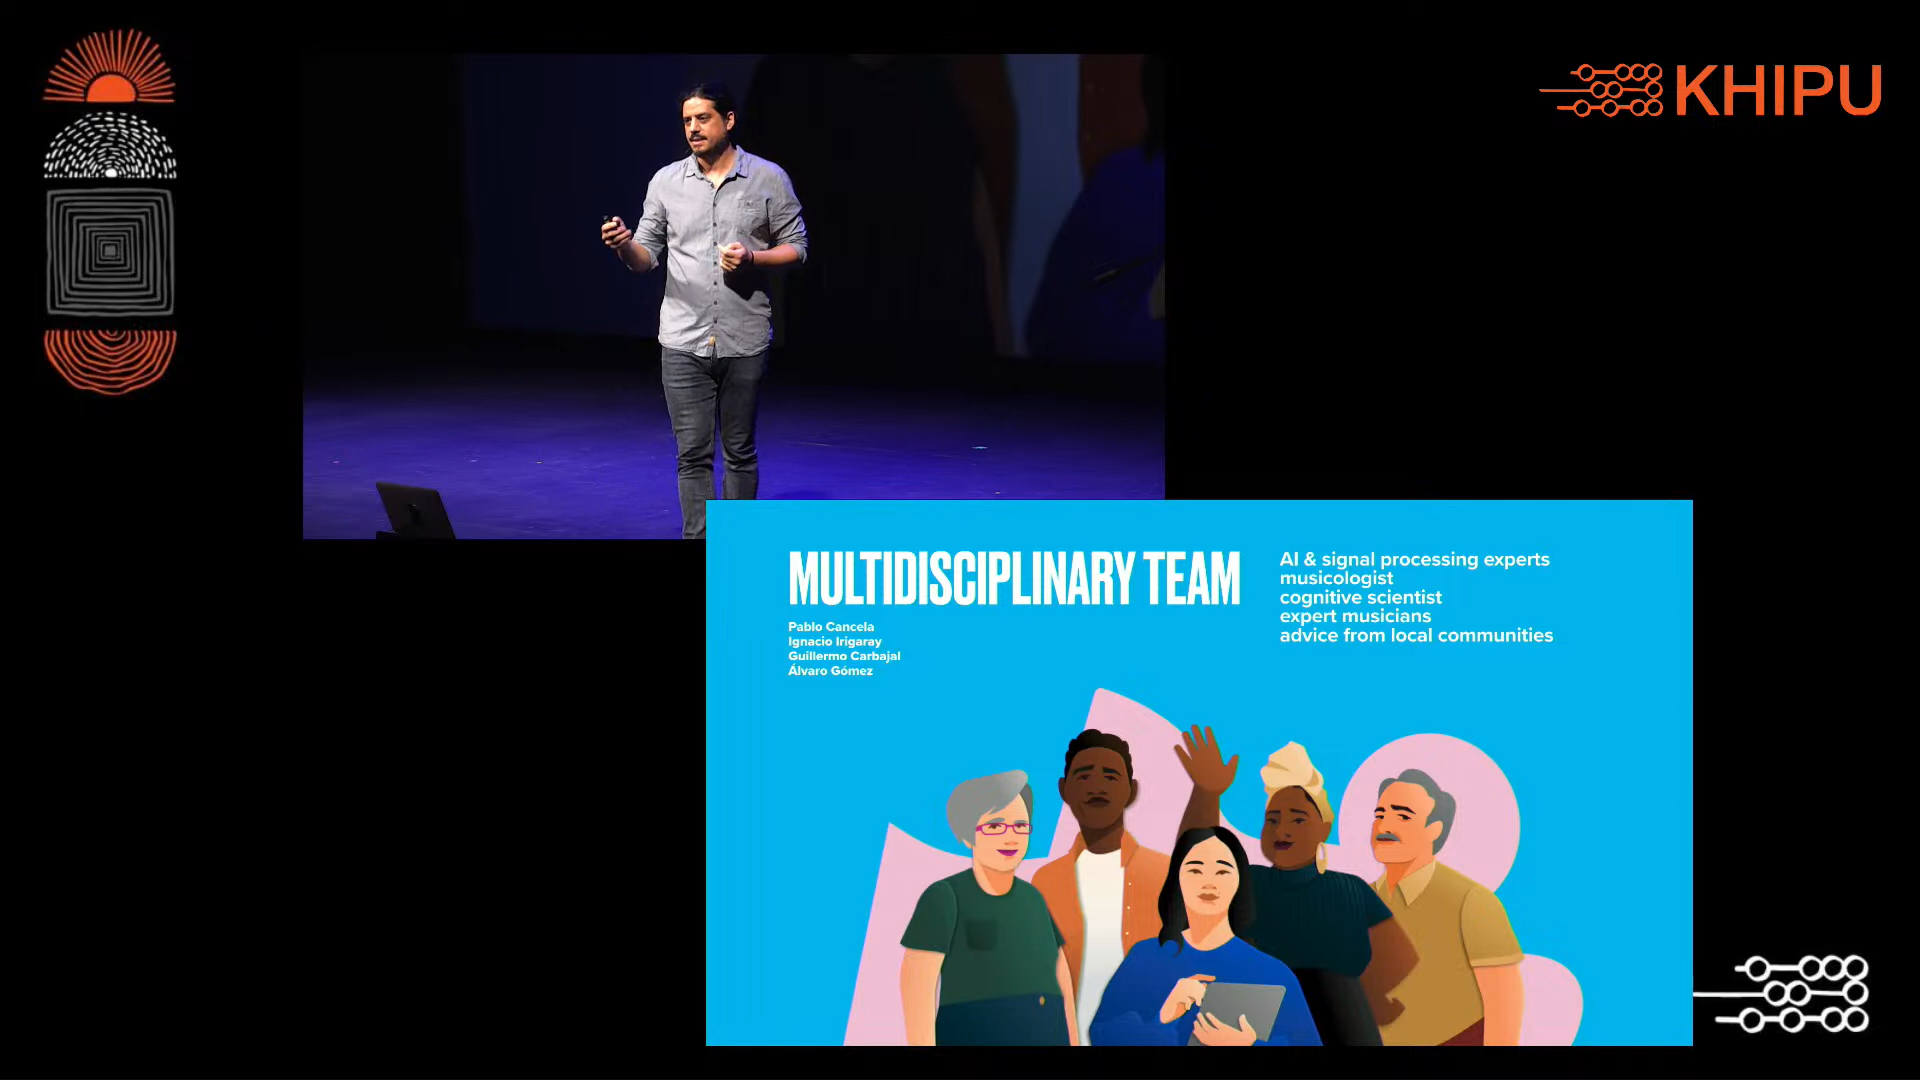 KHIPU
MULTIDISCIPLINARY TEAM
Pablo Cancela
Ignacio Irigaray
Guillermo Carbajal
Álvaro Gómez
AI & signal processing experts
musicologist
cognitive scientist
expert musicians
advice from local communities